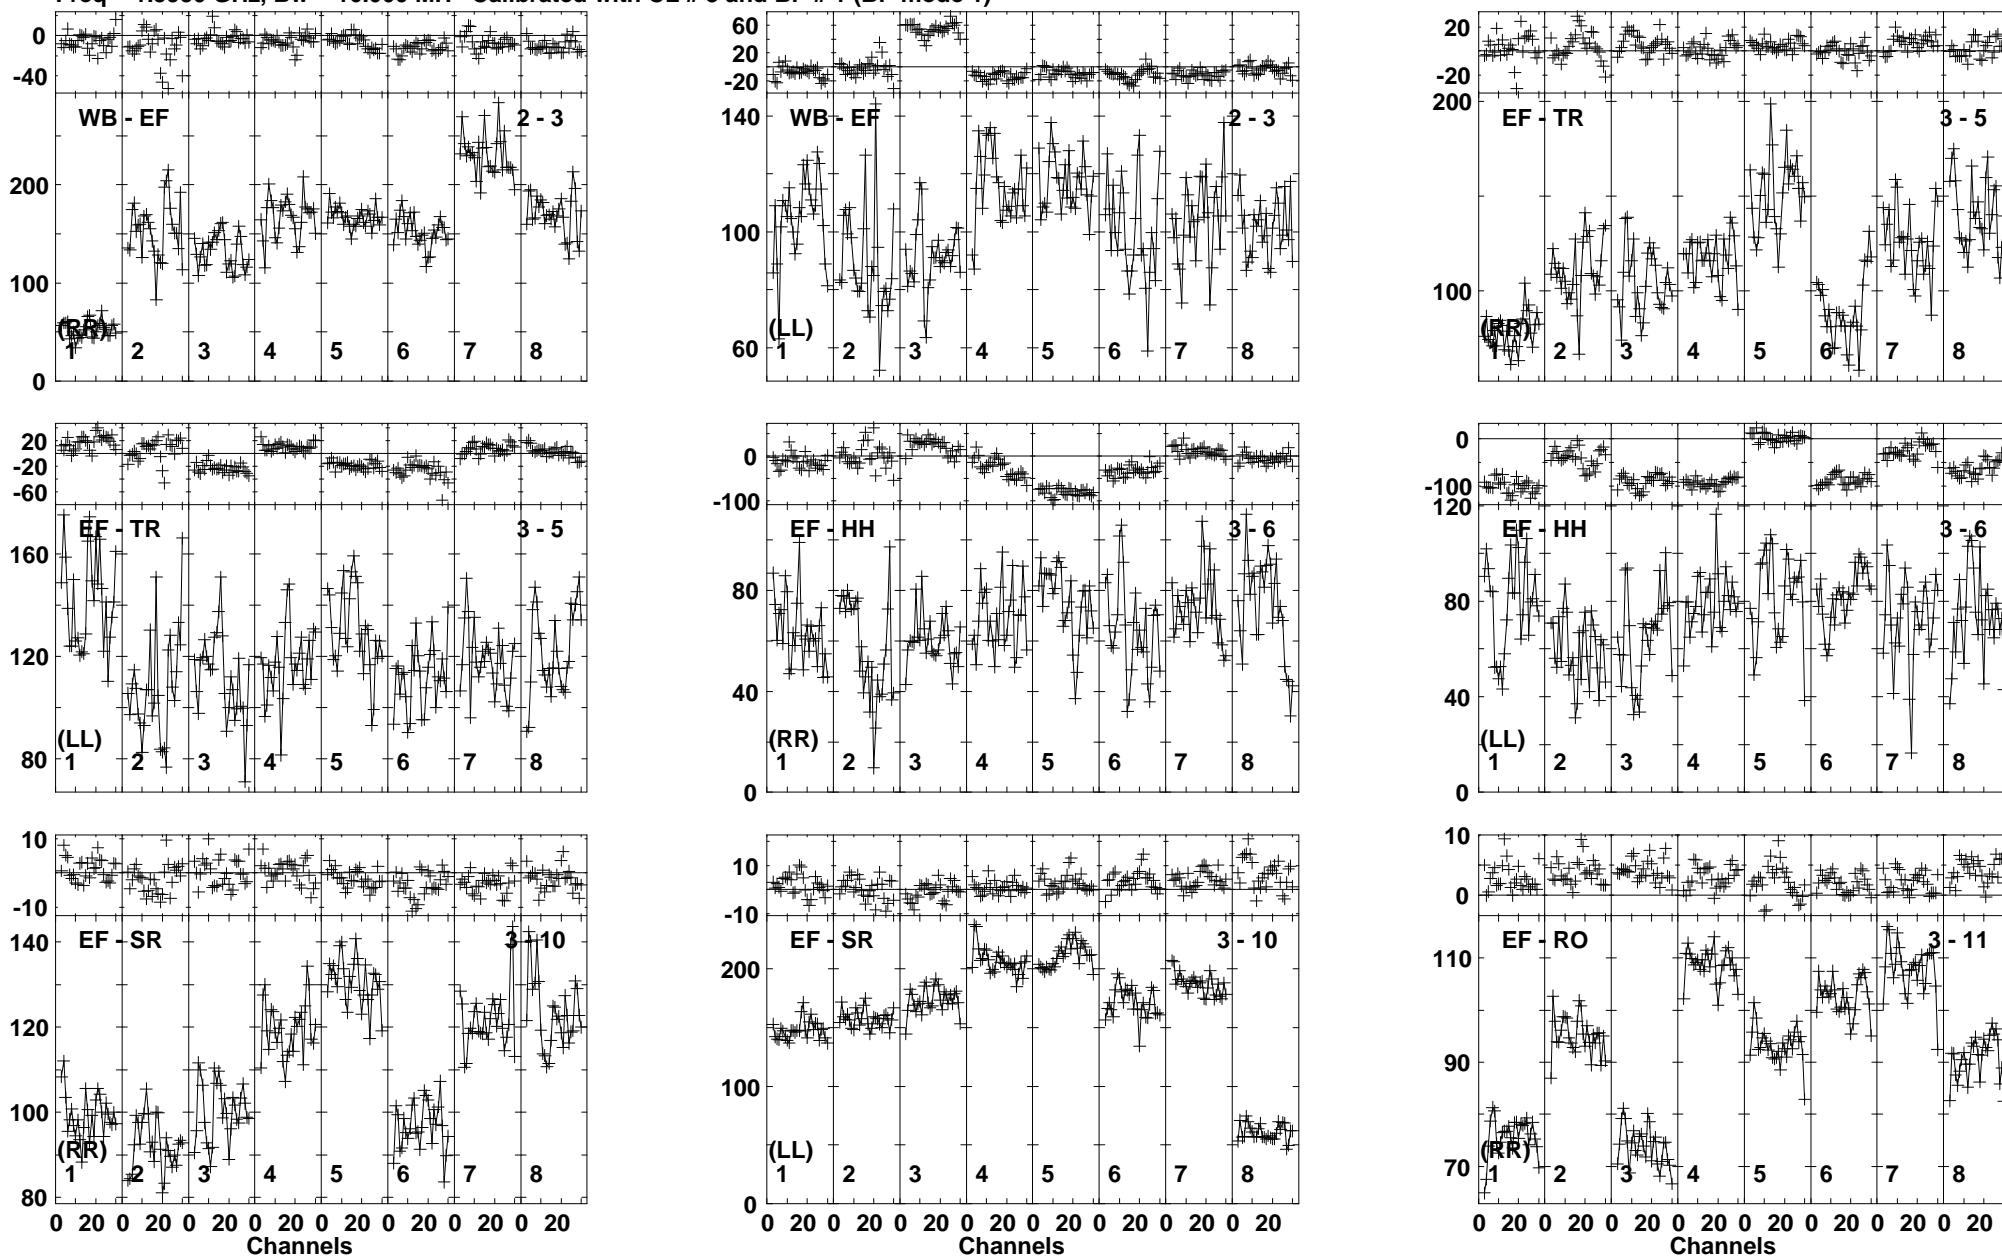 0 -40
WB - EF 2 - 3
200 100 0
(RR)
1 2 3 4 5 6 7 8
60 20 -20
WB - EF 2 - 3
140 100 60
(LL)
1 2 3 4 5 6 7 8
20 -20
EF - TR 3 - 5
200 100
(RR)
1 2 3 4 5 6 7 8
20 -20 -60
EF - TR 3 - 5
160 120 80
(LL)
1 2 3 4 5 6 7 8
0 -100
EF - HH 3 - 6
80 40 0
(RR)
1 2 3 4 5 6 7 8
0 -100
EF - HH 3 - 6
120 80 40 0
(LL)
1 2 3 4 5 6 7 8
10 -10
EF - SR 3 - 10
140 120 100 80
(RR)
1 2 3 4 5 6 7 8
0 20 0 20 0 20 0 20 0 20 0 20 0 20 0 20
Channels
10 -10
EF - SR 3 - 10
200 100 0
(LL)
1 2 3 4 5 6 7 8
0 20 0 20 0 20 0 20 0 20 0 20 0 20 0 20
Channels
10 0
EF - RO 3 - 11
110 90 70
(RR)
1 2 3 4 5 6 7 8
0 20 0 20 0 20 0 20 0 20 0 20 0 20 0 20
Channels